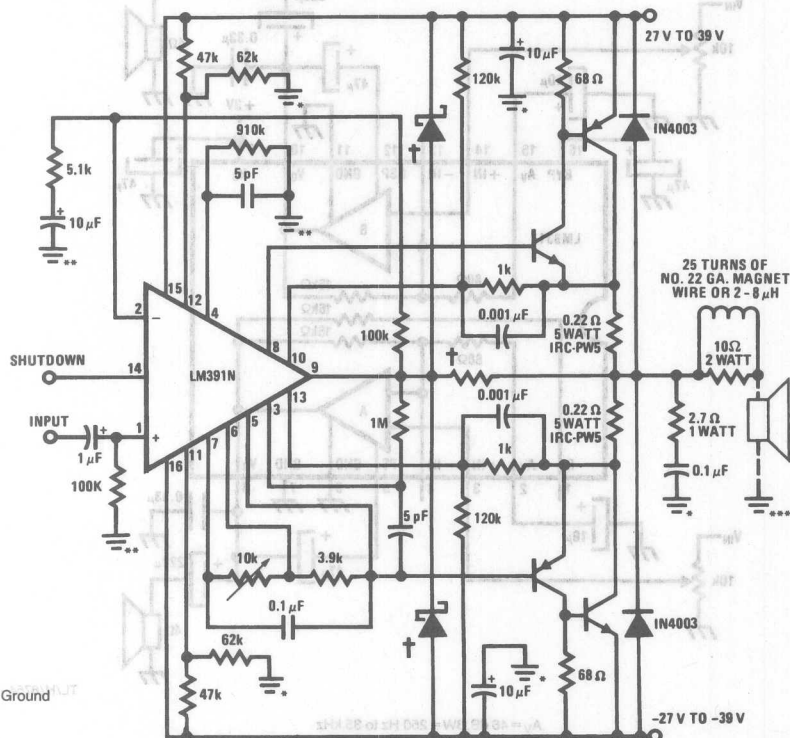 27 V TO 39 V
47k
62k
*
10 μF
+
*
120k
68 Ω
IN4003
910k
5 pF
**
5.1k
+
10 μF
**
†
25 TURNS OF
NO. 22 GA. MAGNET
WIRE OR 2 - 8 μH
15
12
4
2
−
8
10
9
1k
0.001 μF
0.22 Ω
5 WATT
IRC-PW5
100k
†
10Ω
2 WATT
SHUTDOWN
14
LM391N
13
3
5
6
7
11
16
INPUT
+
1
+
1 μF
100K
**
1M
0.001 μF
1k
0.22 Ω
5 WATT
IRC-PW5
2.7 Ω
1 WATT
0.1 μF
*
***
5 pF
120k
10k
3.9k
0.1 μF
62k
*
47k
†
*
+
10 μF
68 Ω
IN4003
Ground
−27 V TO −39 V